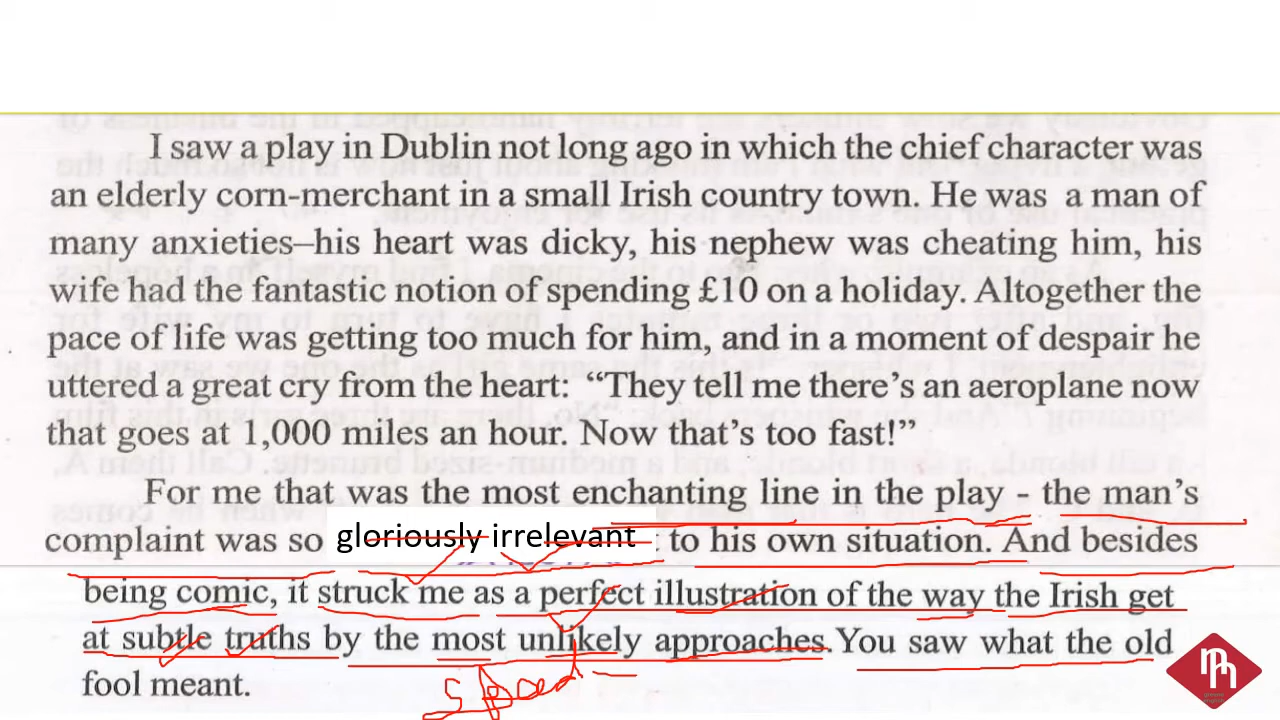 I saw a play in Dublin not long ago in which the chief character was
an elderly corn-merchant in a small Irish country town. He was a man of
many anxieties–his heart was dicky, his nephew was cheating him, his
wife had the fantastic notion of spending £10 on a holiday. Altogether the
pace of life was getting too much for him, and in a moment of despair he
uttered a great cry from the heart: “They tell me there’s an aeroplane now
that goes at 1,000 miles an hour. Now that’s too fast!”
For me that was the most enchanting line in the play - the man’s
complaint was so gloriously irrelevant to his own situation. And besides
being comic, it struck me as a perfect illustration of the way the Irish get
at subtle truths by the most unlikely approaches. You saw what the old
fool meant.